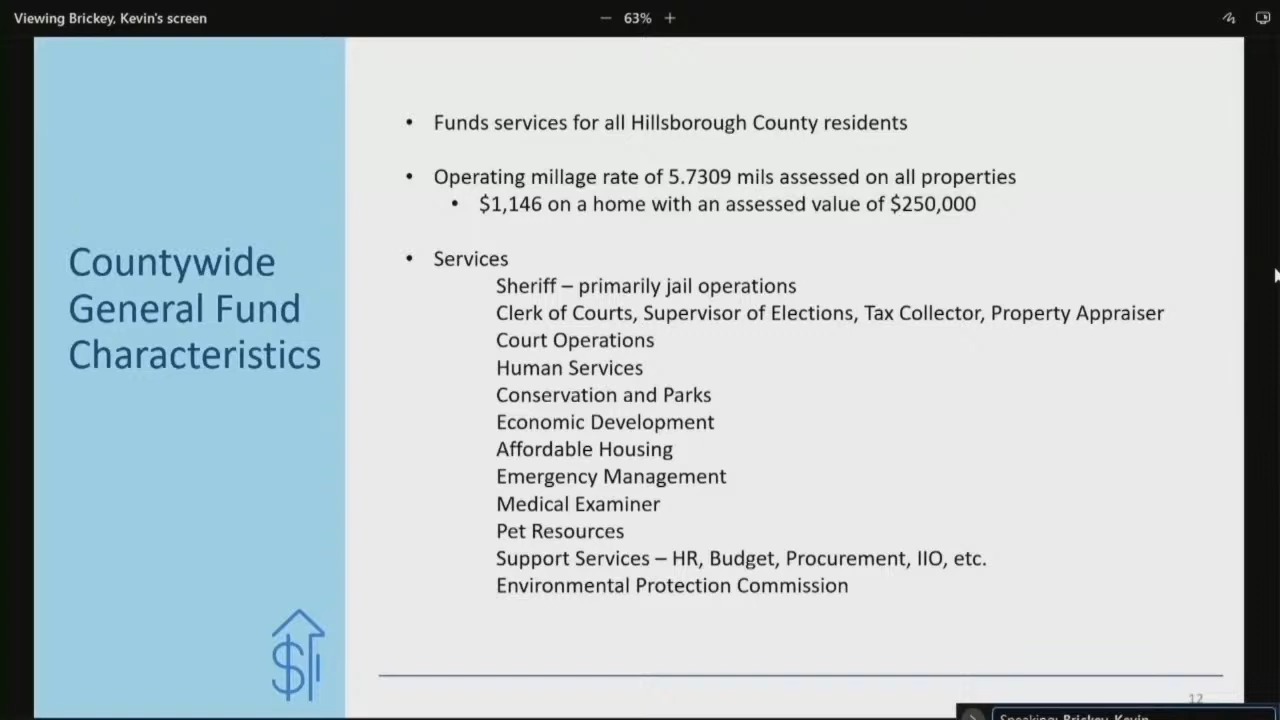 Viewing Brickey, Kevin's screen
63%
Countywide
General Fund
Characteristics
• Funds services for all Hillsborough County residents
• Operating millage rate of 5.7309 mils assessed on all properties
• $1,146 on a home with an assessed value of $250,000
• Services
Sheriff – primarily jail operations
Clerk of Courts, Supervisor of Elections, Tax Collector, Property Appraiser
Court Operations
Human Services
Conservation and Parks
Economic Development
Affordable Housing
Emergency Management
Medical Examiner
Pet Resources
Support Services – HR, Budget, Procurement, IIO, etc.
Environmental Protection Commission
12
Speaking: Brickey, Kevin